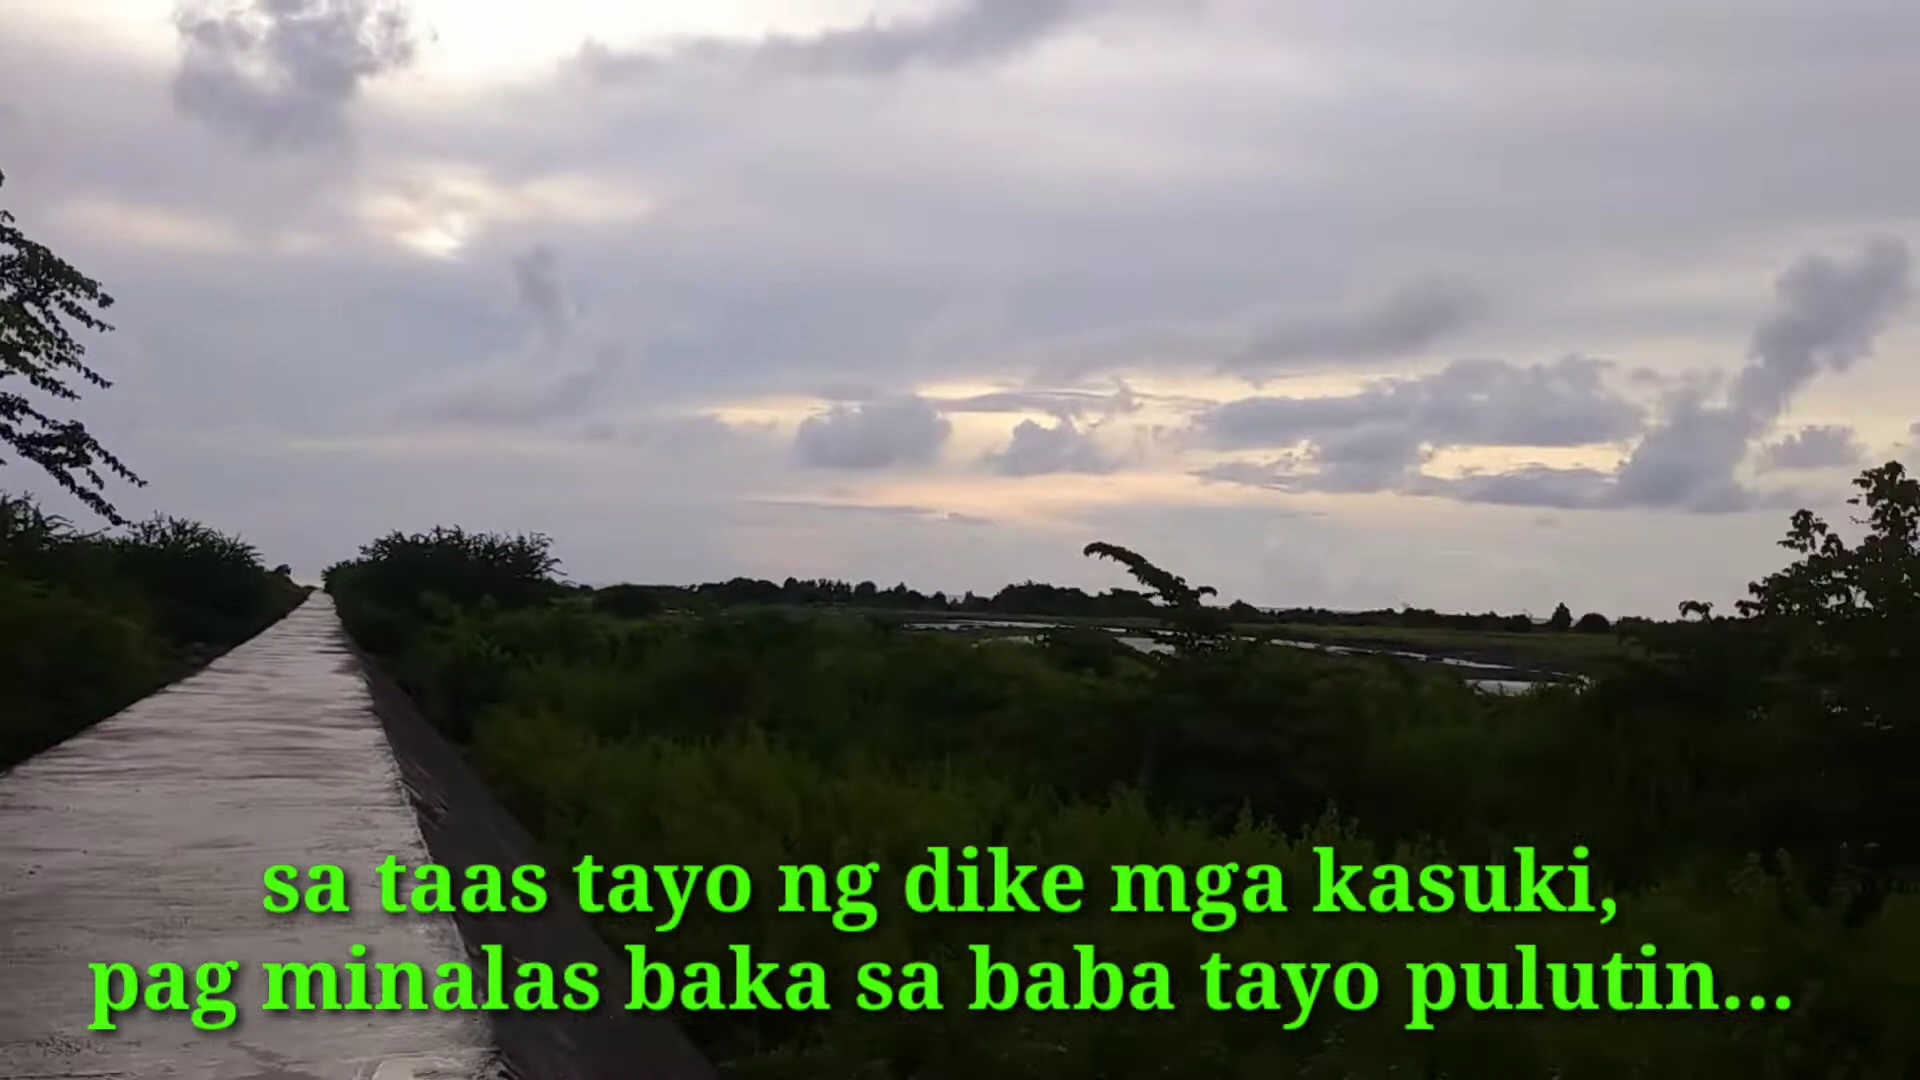 sa taas tayo ng dike mga kasuki,
pag minalas baka sa baba tayo pulutin...